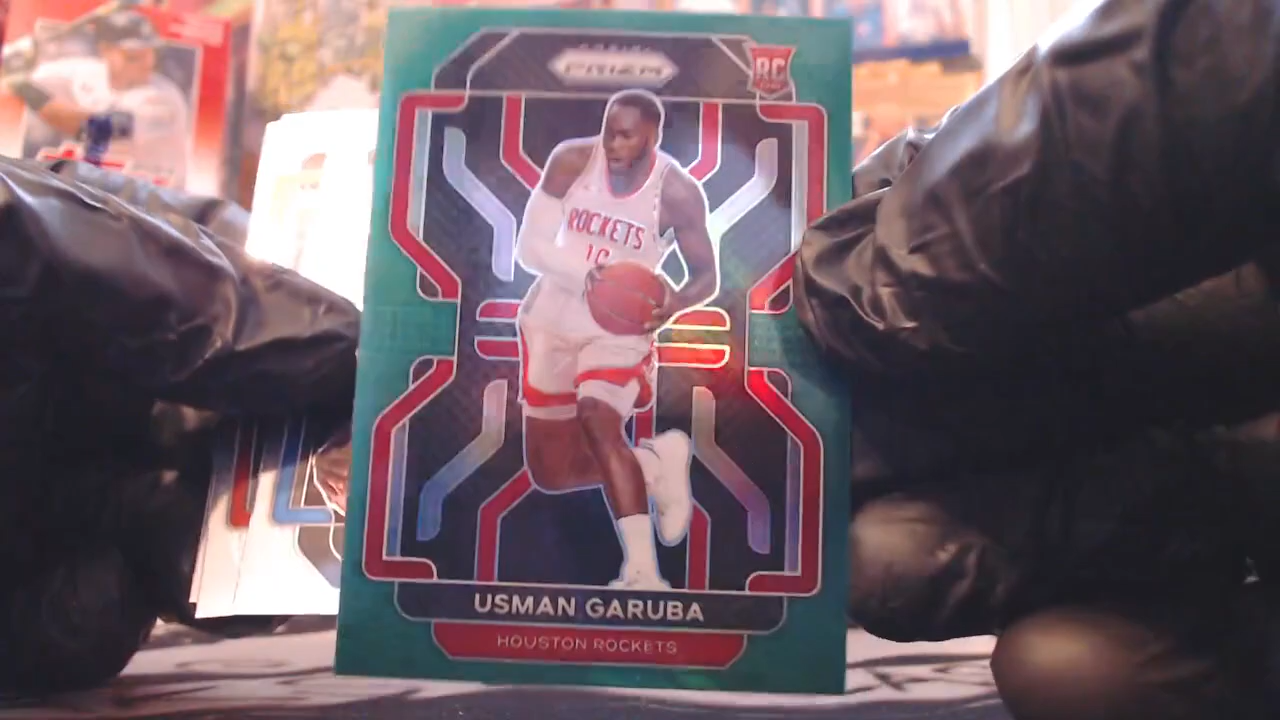 PRIZM
RC
ROCKETS
USMAN GARUBA
HOUSTON ROCKETS